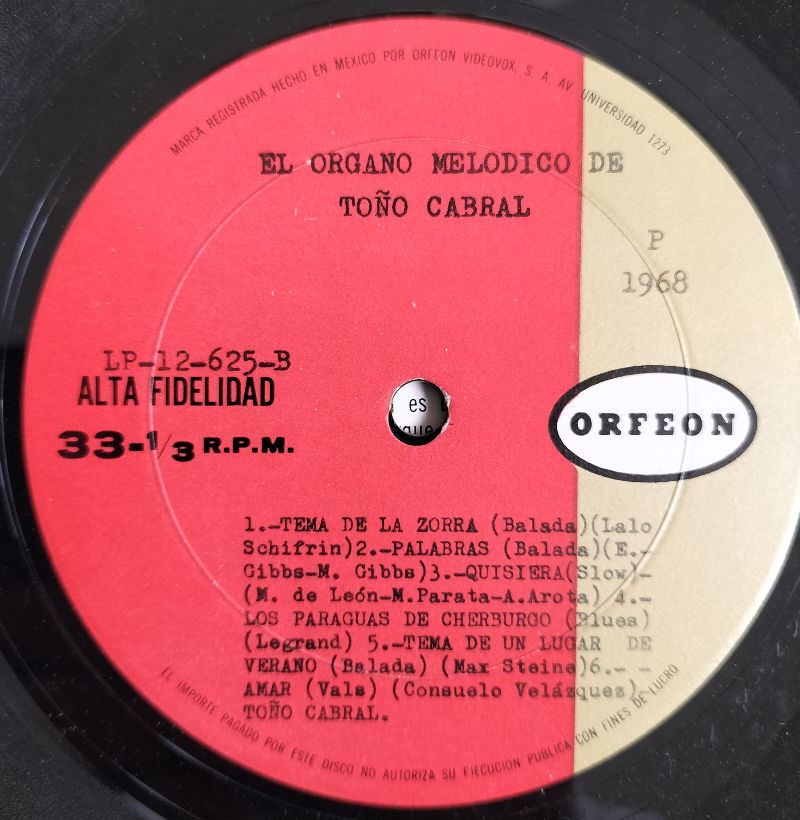 MARCA REGISTRADA HECHO EN MEXICO POR ORFEON VIDEOVOX, S. A. AV UNIVERSIDAD 1273
EL ORGANO MELODICO DE
TOÑO CABRAL
P
1968
LP-12-625-B
ALTA FIDELIDAD
33-1/3 R.P.M.
es
que
ORFEON
1.-TEMA DE LA ZORRA (Balada)(Lalo
Schifrin)2.-PALABRAS (Balada)(E.-
Gibbs-M. Gibbs)3.-QUISIERA(Slow)-
(M. de León-M.Parata-A.Arota) 4.-
LOS PARAGUAS DE CHERBURGO (Blues)
(Legrand) 5.-TEMA DE UN LUGAR DE
VERANO (Balada) (Max Steine)6.- -
AMAR (Vals) (Consuelo Velázquez)-
TOÑO CABRAL.
EL IMPORTE PAGADO POR ESTE DISCO NO AUTORIZA SU EJECUCION PUBLICA CON FINES DE LUCRO